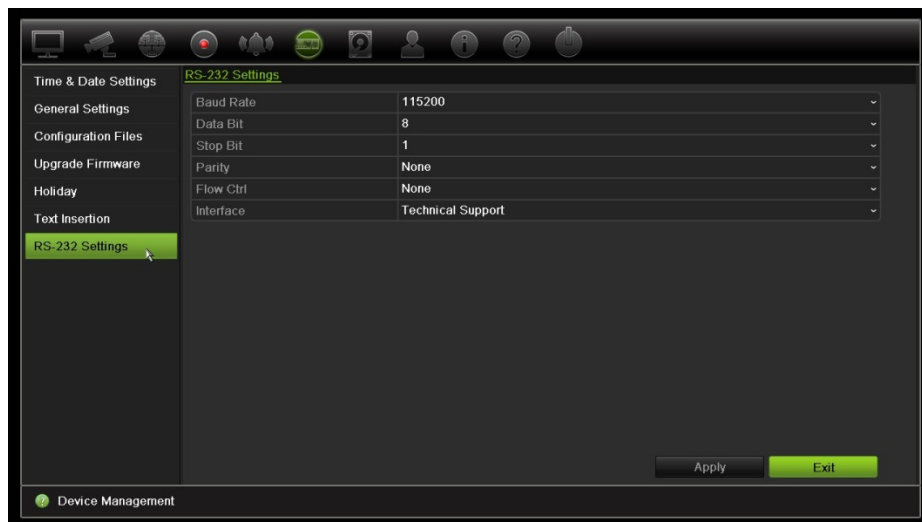 Time & Date Settings
General Settings
Configuration Files
Upgrade Firmware
Holiday
Text Insertion
RS-232 Settings
RS-232 Settings
Baud Rate 115200
Data Bit 8
Stop Bit 1
Parity None
Flow Ctrl None
Interface Technical Support
Apply Exit
Device Management